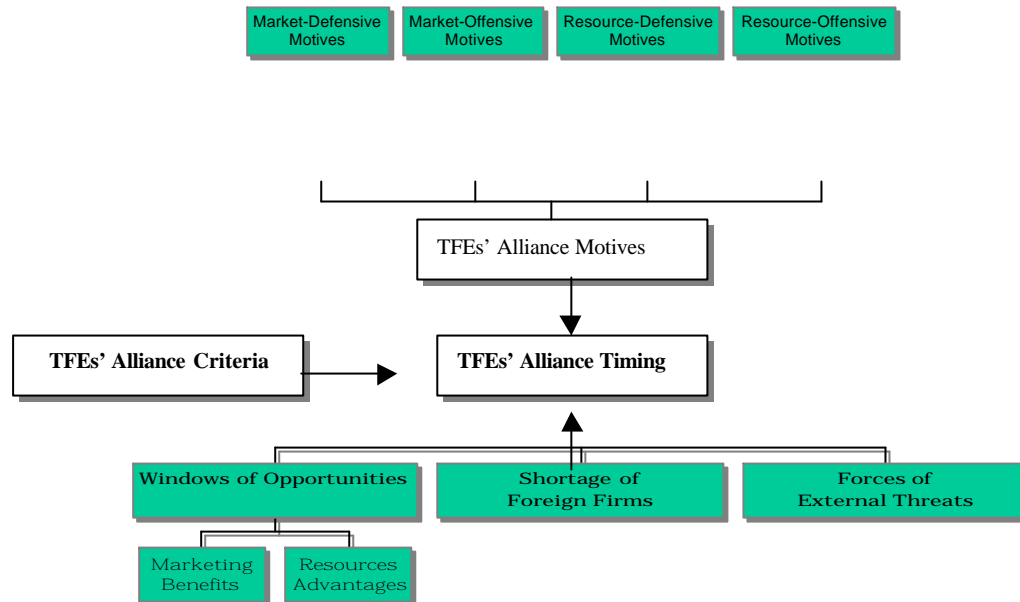 Market-Defensive
Motives
Market-Offensive
Motives
Resource-Defensive
Motives
Resource-Offensive
Motives
TFEs’ Alliance Motives
TFEs’ Alliance Criteria
TFEs’ Alliance Timing
Windows of Opportunities
Shortage of
Foreign Firms
Forces of
External Threats
Marketing
Benefits
Resources
Advantages